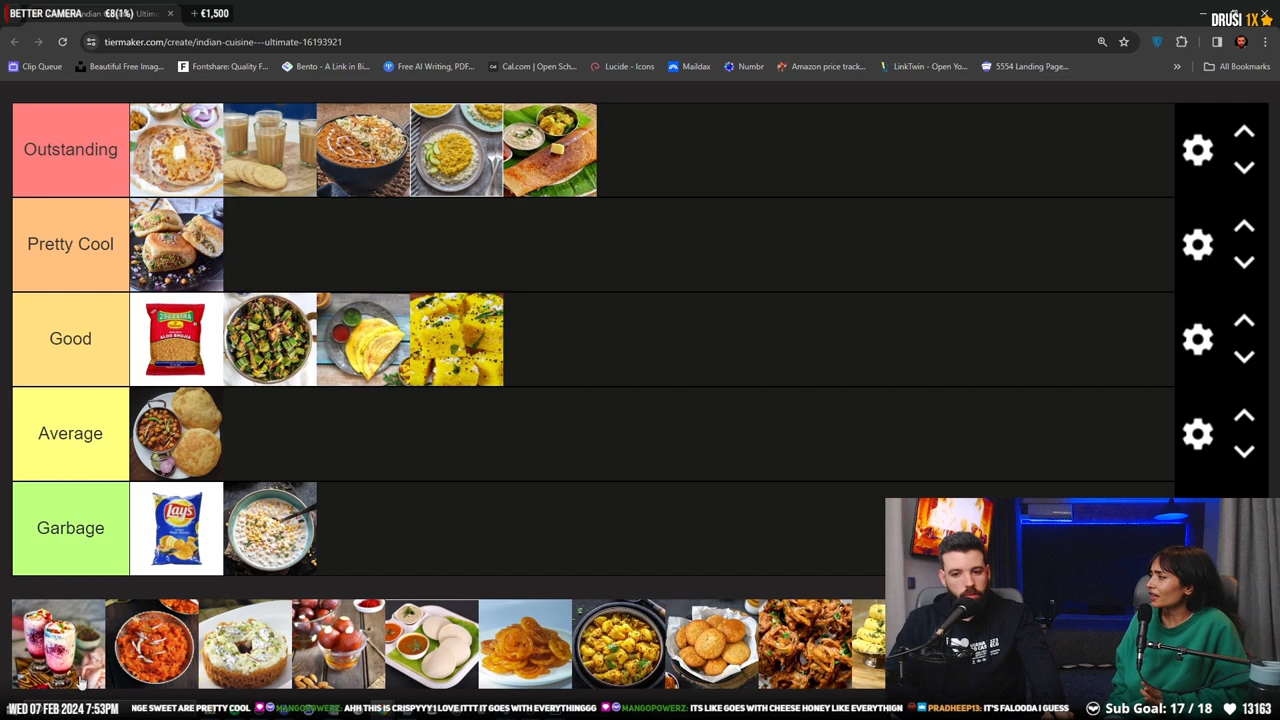 BETTER CAMERA €8(1%) + €1,500
DRUSI 1X
tiermaker.com/create/indian-cuisine---ultimate-16193921
Clip Queue Beautiful Free Imag... Fontshare: Quality F... Bento - A Link in Bi... Free AI Writing, PDF... Cal.com | Open Sch... Lucide - Icons Maildax Numbr Amazon price track... LinkTwin - Open Yo... 5554 Landing Page... » All Bookmarks
Outstanding
Pretty Cool
Good
Average
Garbage
Lay's
WED 07 FEB 2024 7:53PM NGE SWEET ARE PRETTY COOL MANGOPOWERZ: AHH THIS IS CRISPYYY I LOVE ITTT IT GOES WITH EVERYTHINGGG MANGOPOWERZ: ITS LIKE GOES WITH CHEESE HONEY LIKE EVERYTHIGN PRADHEEP13: IT'S FALOODA I GUESS Sub Goal: 17 / 18 13163